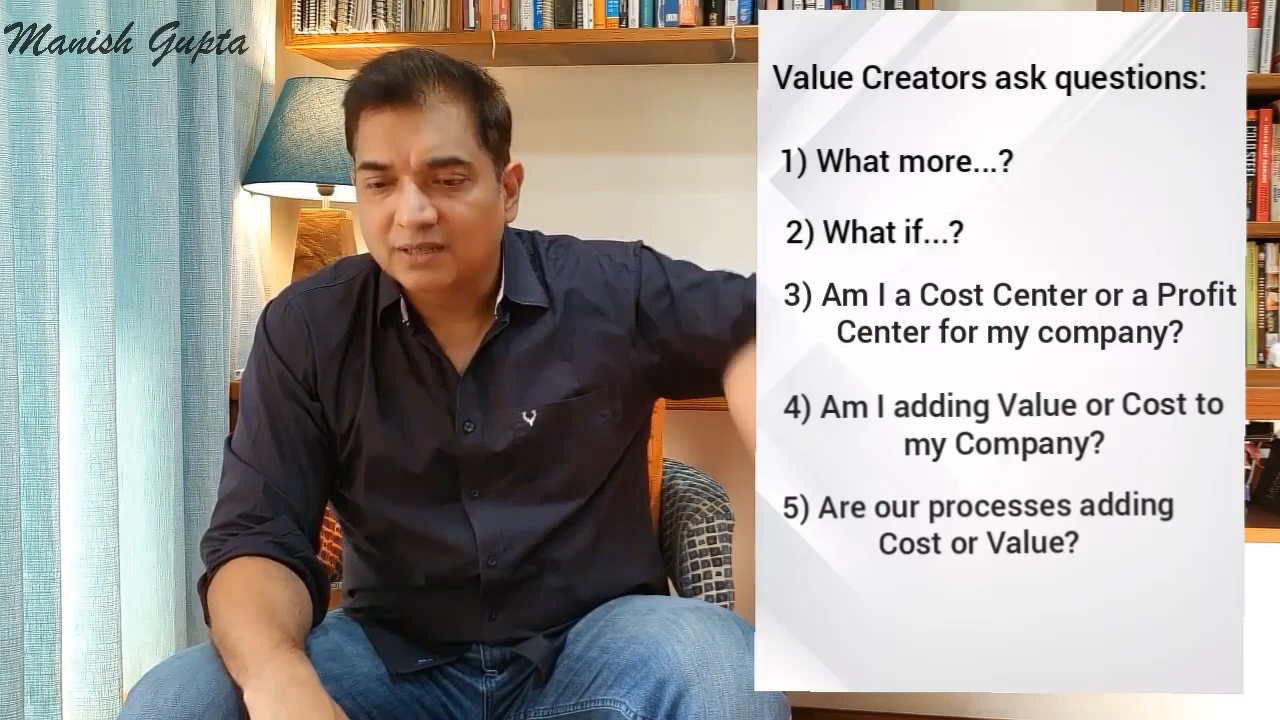 Manish Gupta
Value Creators ask questions:
1) What more...?
2) What if...?
3) Am I a Cost Center or a Profit
Center for my company?
4) Am I adding Value or Cost to
my Company?
5) Are our processes adding
Cost or Value?
COLD STEEL